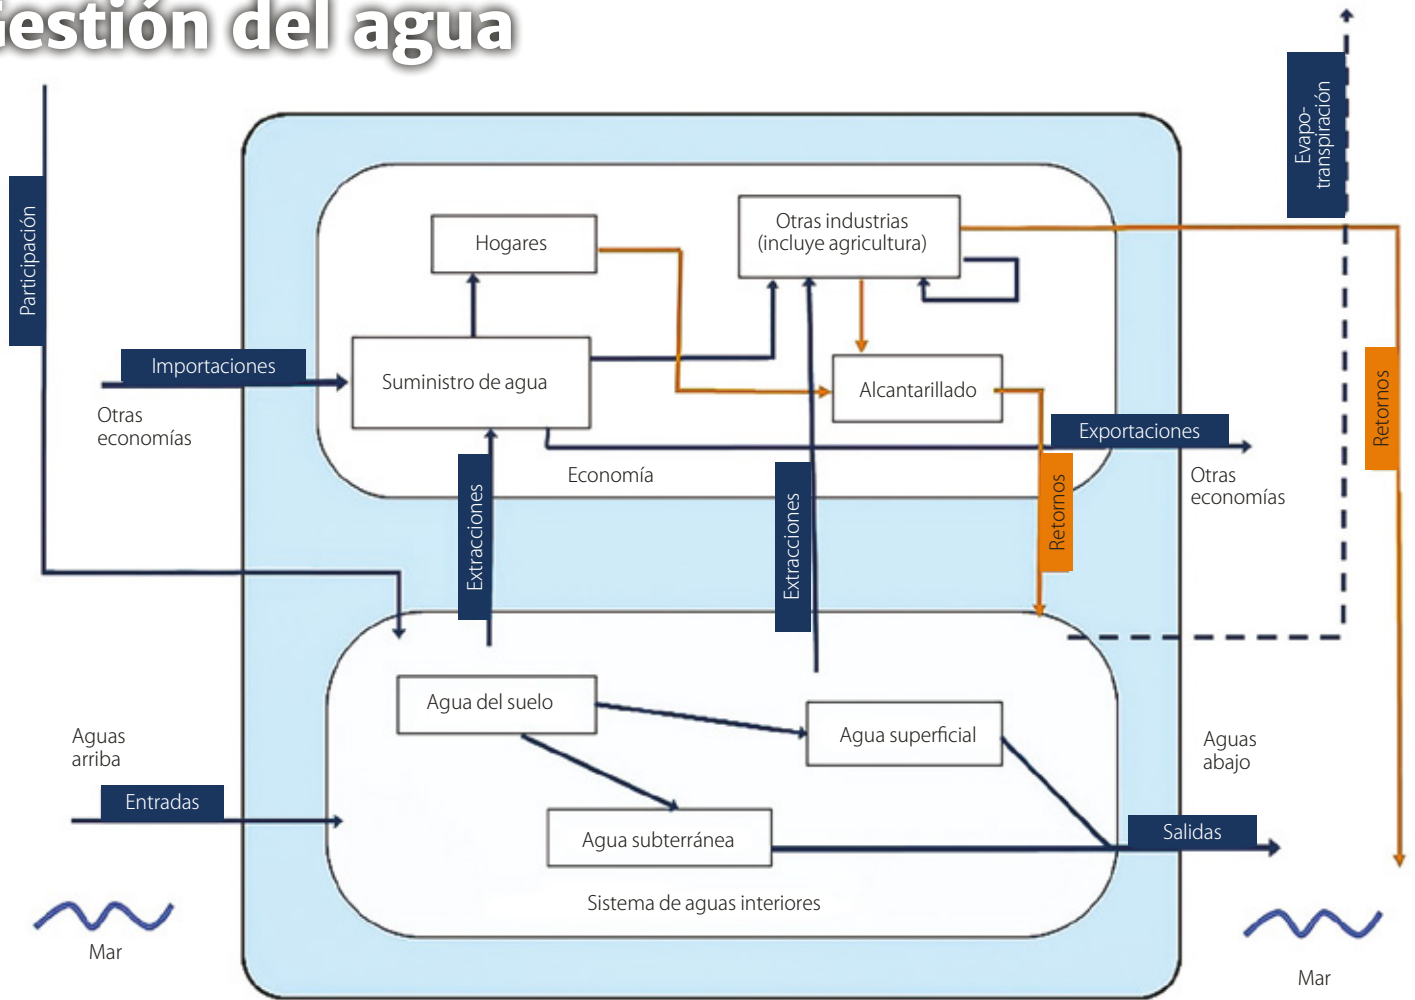 Gestión del agua
Evapo-
transpiración
Participación
Otras industrias
(incluye agricultura)
Hogares
Importaciones
Suministro de agua
Alcantarillado
Retornos
Otras
economías
Exportaciones
Economía
Otras
economías
Extracciones
Extracciones
Retornos
Agua del suelo
Agua superficial
Aguas
arriba
Aguas
abajo
Entradas
Agua subterránea
Salidas
Sistema de aguas interiores
Mar
Mar